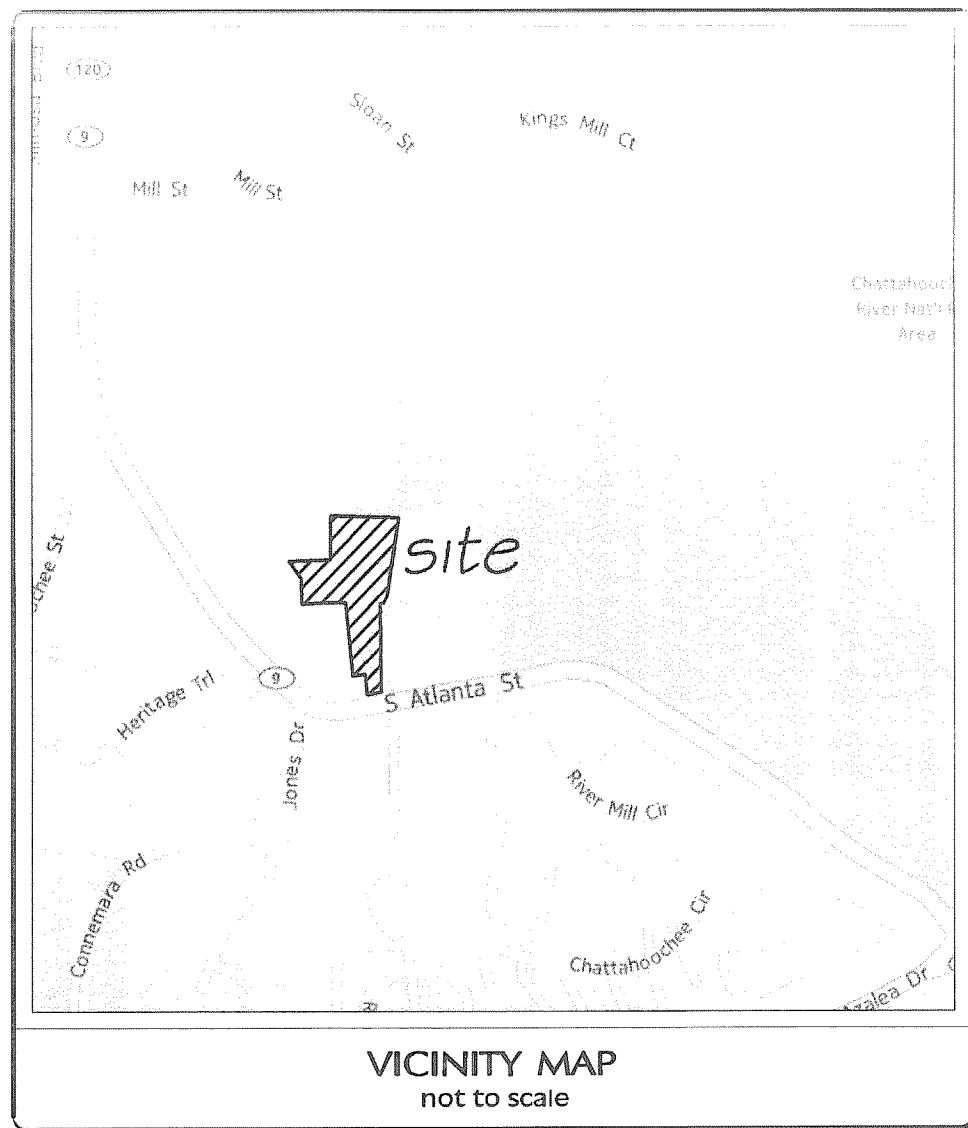 120
9
Sloan St
Kings Mill Ct
Mill St
Mill St
River Nat'l
Area
site
chee St
Heritage Trl
9
S Atlanta St
Jones Dr
River Mill Cir
Connemara Rd
Chattahoochee Cir
Azalea Dr
VICINITY MAP
not to scale